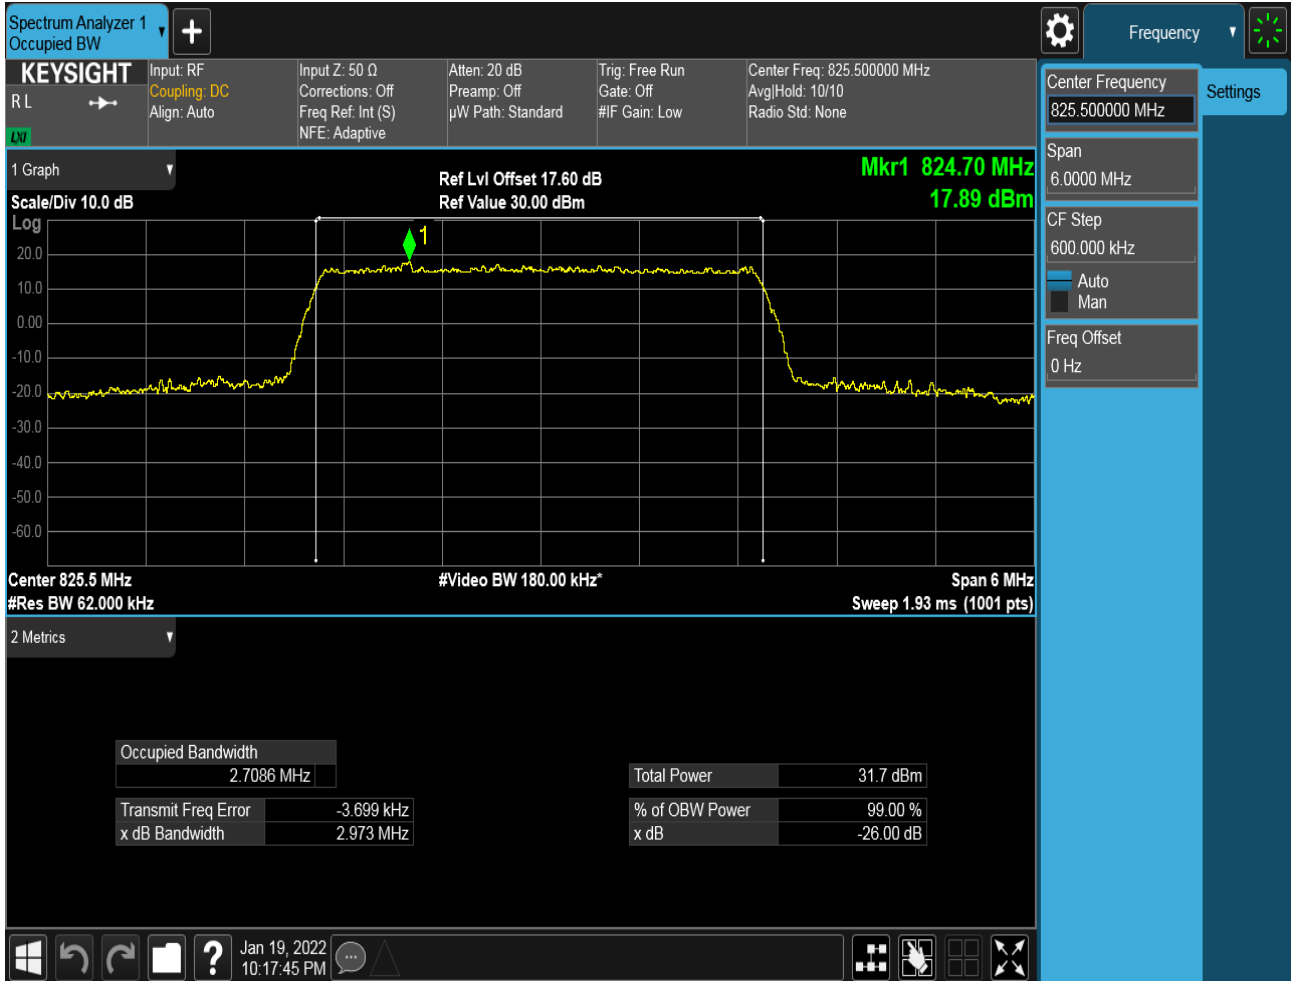 Spectrum Analyzer 1
Occupied BW
Frequency
KEYSIGHT
R L
LXI
Input: RF
Coupling: DC
Align: Auto
Input Z: 50 Ω
Corrections: Off
Freq Ref: Int (S)
NFE: Adaptive
Atten: 20 dB
Preamp: Off
µW Path: Standard
Trig: Free Run
Gate: Off
#IF Gain: Low
Center Freq: 825.500000 MHz
Avg|Hold: 10/10
Radio Std: None
Center Frequency
825.500000 MHz
Settings
Span
6.0000 MHz
CF Step
600.000 kHz
Auto
Man
Freq Offset
0 Hz
1 Graph
Scale/Div 10.0 dB
Ref Lvl Offset 17.60 dB
Ref Value 30.00 dBm
Mkr1 824.70 MHz
17.89 dBm
Log
1
20.0
10.0
0.00
-10.0
-20.0
-30.0
-40.0
-50.0
-60.0
Center 825.5 MHz
#Video BW 180.00 kHz*
Span 6 MHz
#Res BW 62.000 kHz
Sweep 1.93 ms (1001 pts)
2 Metrics
Occupied Bandwidth
2.7086 MHz
Total Power 31.7 dBm
Transmit Freq Error -3.699 kHz
% of OBW Power 99.00 %
x dB Bandwidth 2.973 MHz
x dB -26.00 dB
?
Jan 19, 2022
10:17:45 PM